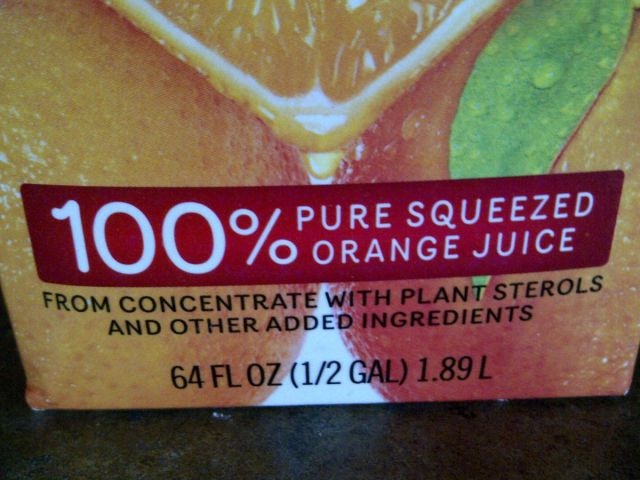 100% PURE SQUEEZED
ORANGE JUICE
FROM CONCENTRATE WITH PLANT STEROLS
AND OTHER ADDED INGREDIENTS
64 FL OZ (1/2 GAL) 1.89 L